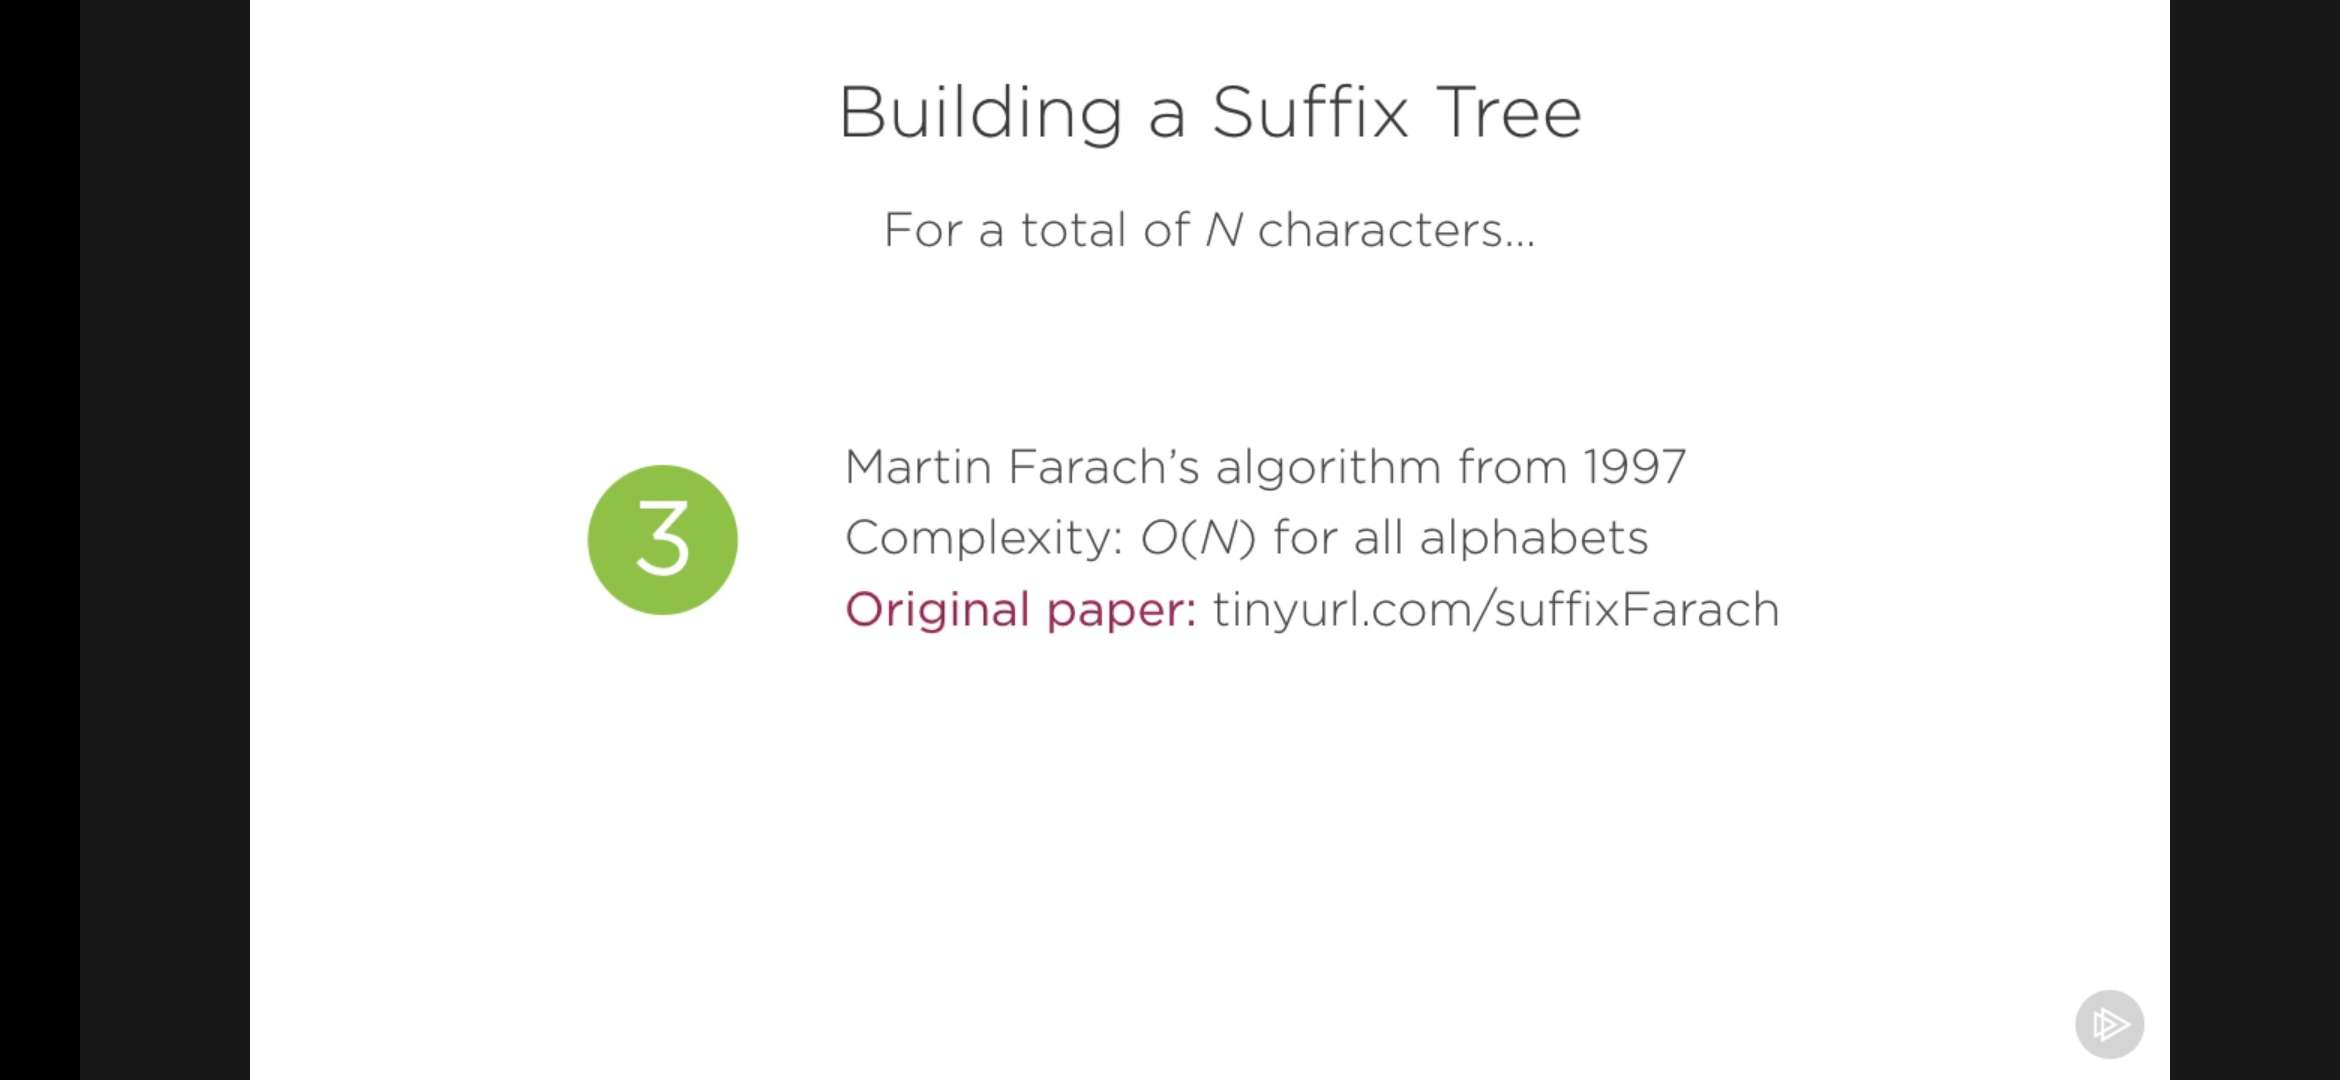 Building a Suffix Tree
For a total of N characters...
3
Martin Farach's algorithm from 1997
Complexity: O(N) for all alphabets
Original paper: tinyurl.com/suffixFarach